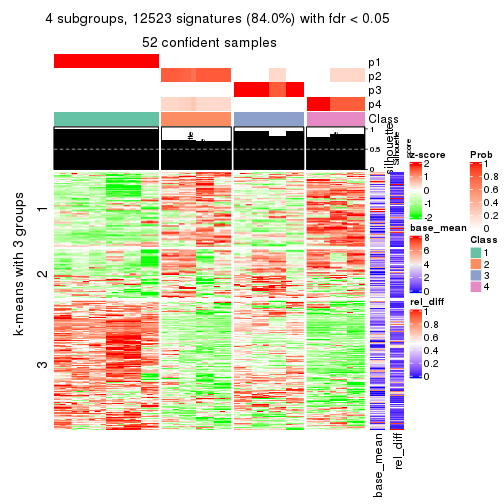 4 subgroups, 12523 signatures (84.0%) with fdr < 0.05
52 confident samples
p1
p2
p3
p4
Class
1
0.5
0
silhouette
Silhouette
score
k-means with 3 groups
1
2
3
base_mean
rel_diff
z-score
2
1
0
-1
-2
base_mean
8
6
4
2
0
rel_diff
1
0.8
0.6
0.4
0.2
0
Prob
1
0.8
0.6
0.4
0.2
0
Class
1
2
3
4